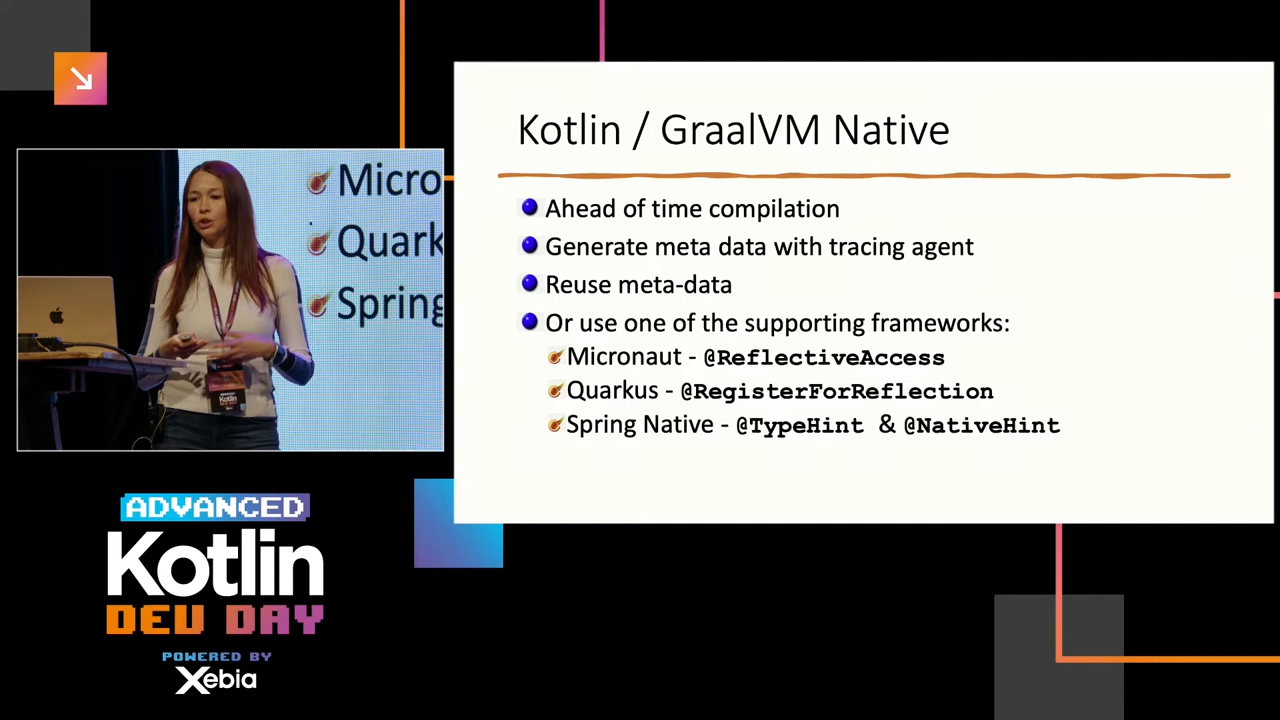 Kotlin / GraalVM Native
Ahead of time compilation
Generate meta data with tracing agent
Reuse meta-data
Or use one of the supporting frameworks:
Micronaut - @ReflectiveAccess
Quarkus - @RegisterForReflection
Spring Native - @TypeHint & @NativeHint
Micro
Quark
Spring
ADVANCED
Kotlin
DEV DAY
POWERED BY
Xebia